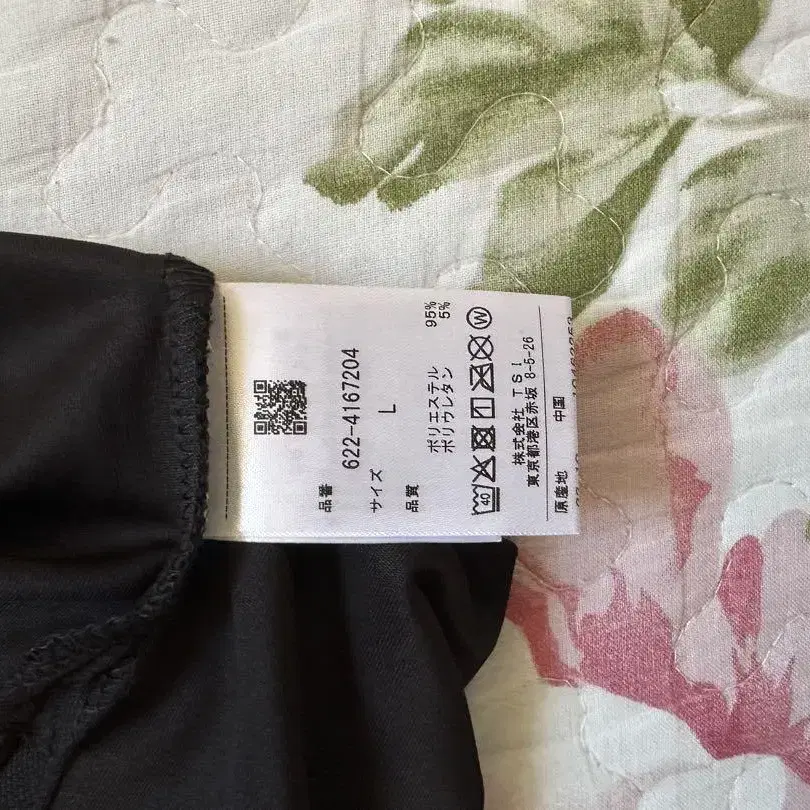 品番
622-4167204
サイズ
L
品質
ポリエステル 95%
ポリウレタン 5%
40 W
株式会社 TSI
東京都港区赤坂 8-5-26
原産地 中国